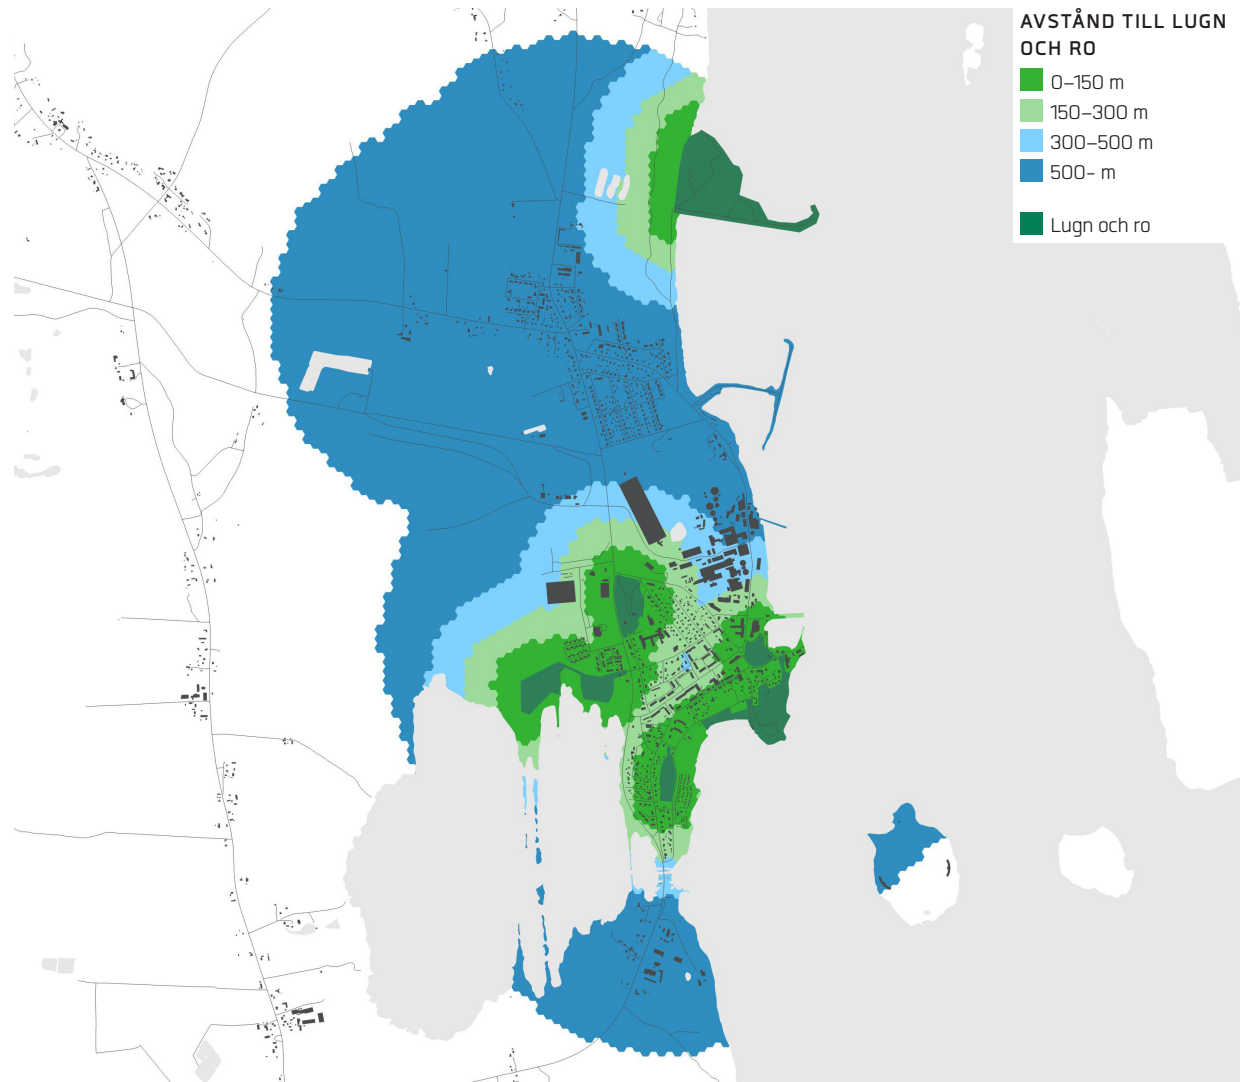 AVSTÅND TILL LUGN
OCH RO
0–150 m
150–300 m
300–500 m
500- m
Lugn och ro